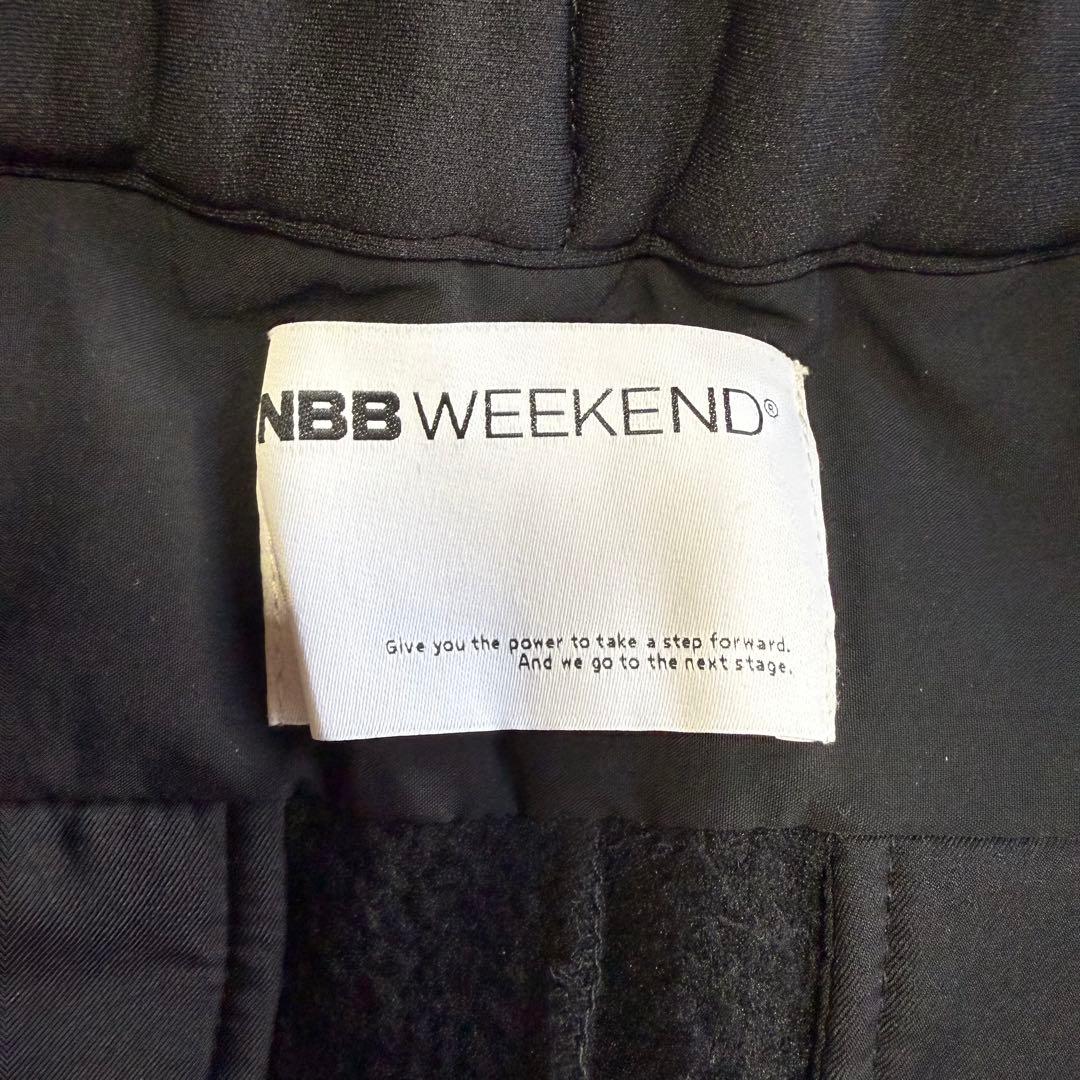 NBB WEEKEND®
Give you the power to take a step forward.
And we go to the next stage.